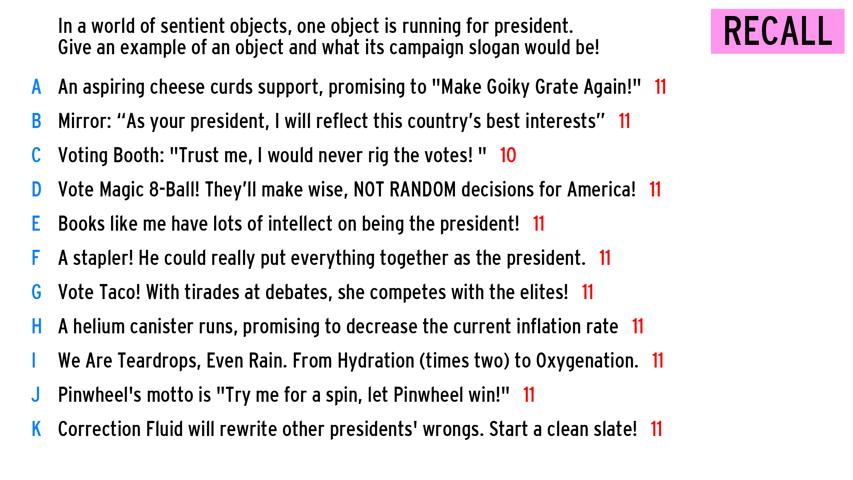 In a world of sentient objects, one object is running for president.
Give an example of an object and what its campaign slogan would be!
RECALL
A An aspiring cheese curds support, promising to "Make Goiky Grate Again!" 11
B Mirror: “As your president, I will reflect this country’s best interests” 11
C Voting Booth: "Trust me, I would never rig the votes! " 10
D Vote Magic 8-Ball! They’ll make wise, NOT RANDOM decisions for America! 11
E Books like me have lots of intellect on being the president! 11
F A stapler! He could really put everything together as the president. 11
G Vote Taco! With tirades at debates, she competes with the elites! 11
H A helium canister runs, promising to decrease the current inflation rate 11
I We Are Teardrops, Even Rain. From Hydration (times two) to Oxygenation. 11
J Pinwheel's motto is "Try me for a spin, let Pinwheel win!" 11
K Correction Fluid will rewrite other presidents' wrongs. Start a clean slate! 11